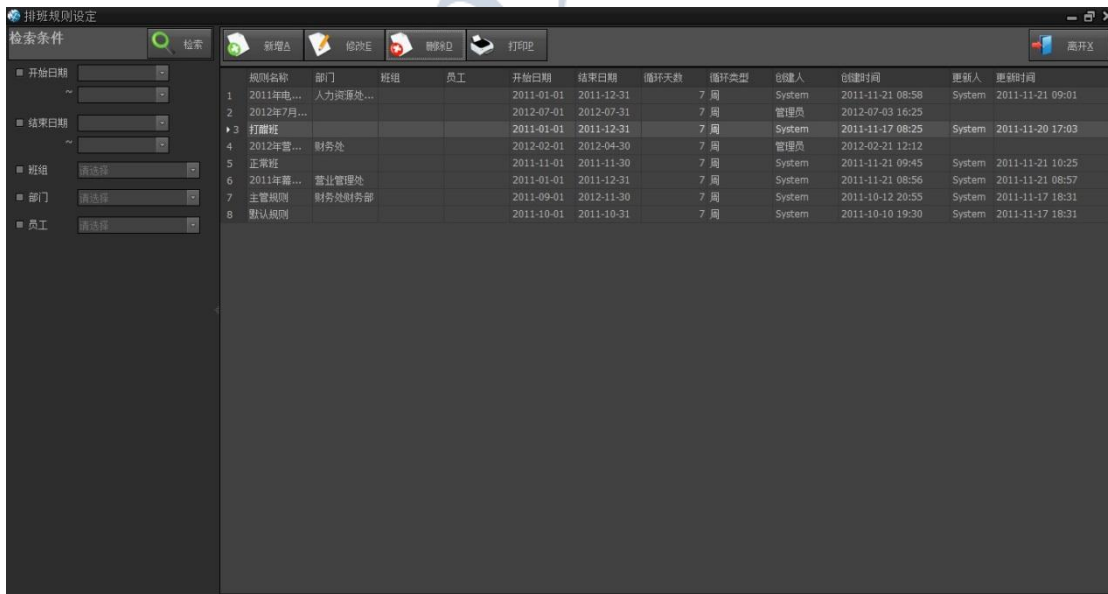 排班规则设定
检索条件
检索
新增A
修改E
删除D
打印P
离开X
开始日期
~
结束日期
~
班组 请选择
部门 请选择
员工 请选择
规则名称 部门 班组 员工 开始日期 结束日期 循环天数 循环类型 创建人 创建时间 更新人 更新时间
1 2011年电... 人力资源处... 2011-01-01 2011-12-31 7 周 System 2011-11-21 08:58 System 2011-11-21 09:01
2 2012年7月... 2012-07-01 2012-07-31 7 周 管理员 2012-07-03 16:25
3 打醮班 2011-01-01 2011-12-31 7 周 System 2011-11-17 08:25 System 2011-11-20 17:03
4 2012年营... 财务处 2012-02-01 2012-04-30 7 周 管理员 2012-02-21 12:12
5 正常班 2011-11-01 2011-11-30 7 周 System 2011-11-21 09:45 System 2011-11-21 10:25
6 2011年幕... 营业管理处 2011-01-01 2011-12-31 7 周 System 2011-11-21 08:56 System 2011-11-21 08:57
7 主管规则 财务处财务部 2011-09-01 2012-11-30 7 周 System 2011-10-12 20:55 System 2011-11-17 18:31
8 默认规则 2011-10-01 2011-10-31 7 周 System 2011-10-10 19:30 System 2011-11-17 18:31